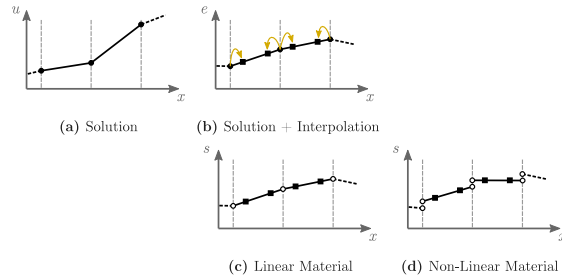 u
x
(a) Solution
e
x
(b) Solution + Interpolation
s
x
(c) Linear Material
s
x
(d) Non-Linear Material